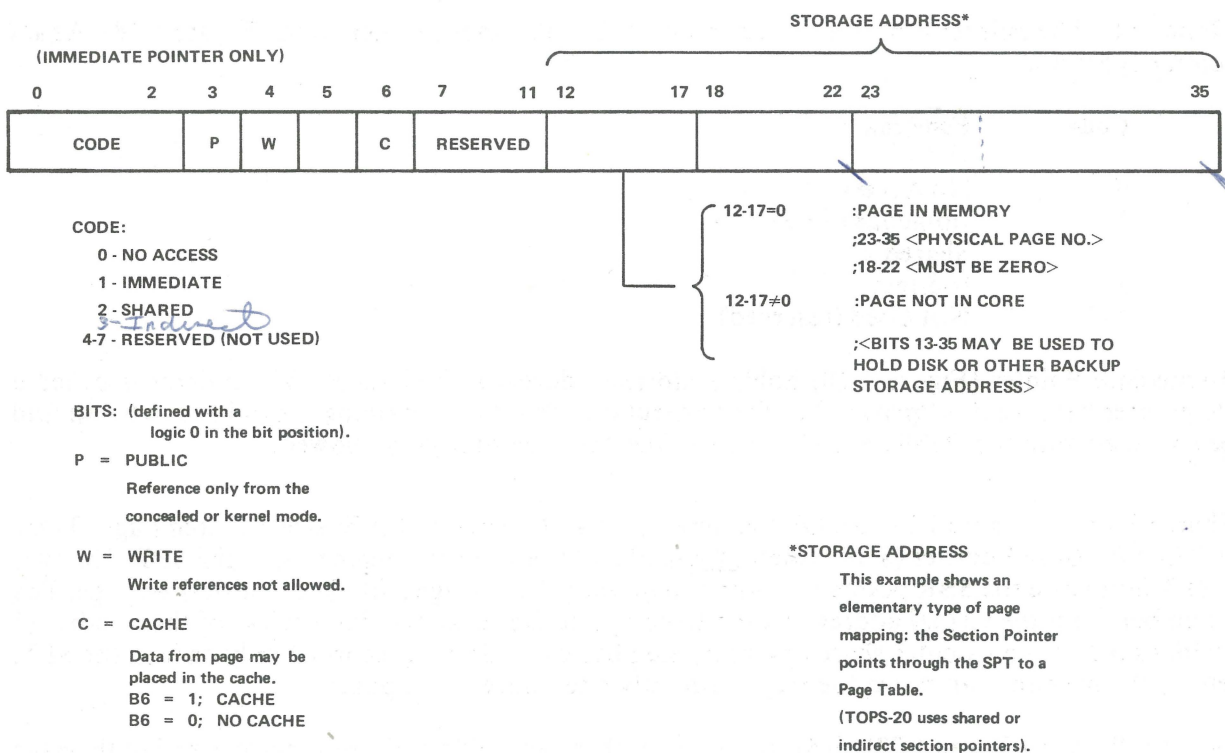 STORAGE ADDRESS*
(IMMEDIATE POINTER ONLY)
0 2 3 4 5 6 7 11 12 17 18 22 23 35
CODE P W C RESERVED
CODE:
0 - NO ACCESS
1 - IMMEDIATE
2 - SHARED
3 - Indirect
4-7 - RESERVED (NOT USED)
12-17=0 :PAGE IN MEMORY
;23-35 <PHYSICAL PAGE NO.>
;18-22 <MUST BE ZERO>
12-17≠0 :PAGE NOT IN CORE
;<BITS 13-35 MAY BE USED TO
HOLD DISK OR OTHER BACKUP
STORAGE ADDRESS>
BITS: (defined with a
logic 0 in the bit position).
P = PUBLIC
Reference only from the
concealed or kernel mode.
W = WRITE
Write references not allowed.
C = CACHE
Data from page may be
placed in the cache.
B6 = 1; CACHE
B6 = 0; NO CACHE
*STORAGE ADDRESS
This example shows an
elementary type of page
mapping: the Section Pointer
points through the SPT to a
Page Table.
(TOPS-20 uses shared or
indirect section pointers).